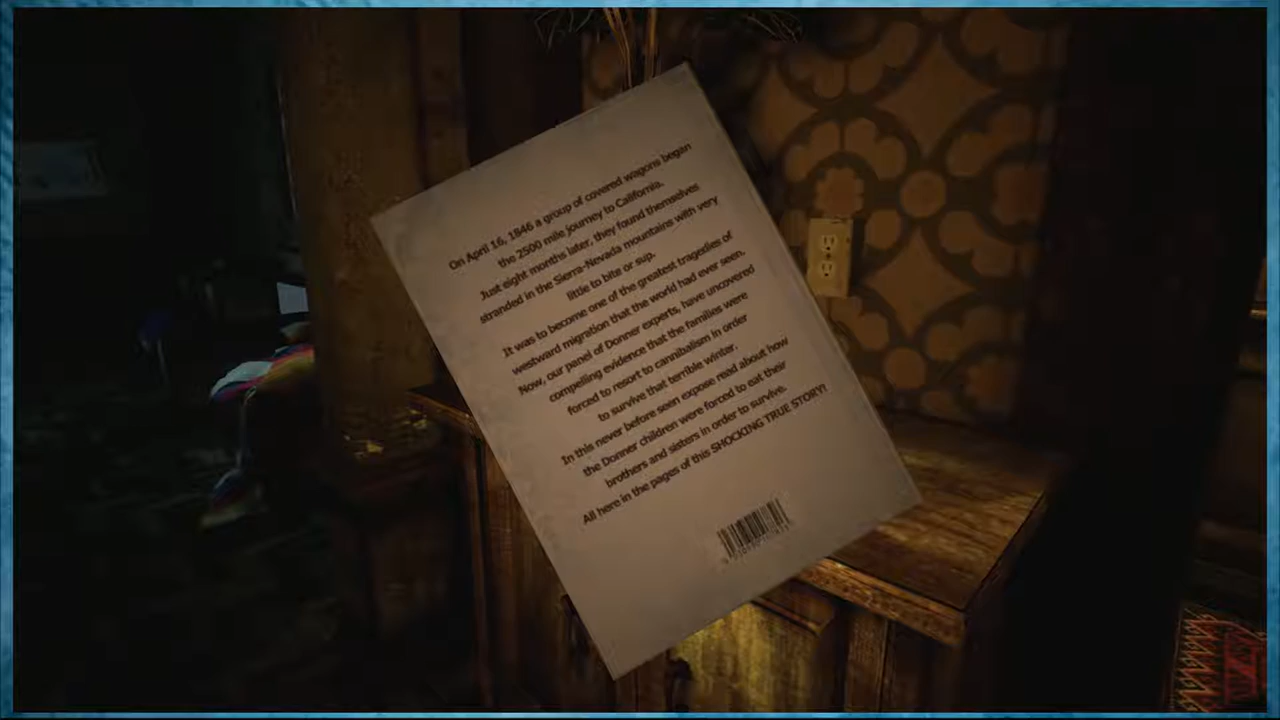 On April 16, 1846 a group of covered wagons began
the 2500 mile journey to California.
Just eight months later, they found themselves
stranded in the Sierra-Nevada mountains with very
little to bite or sup.
It was to become one of the greatest tragedies of
westward migration that the world had ever seen.
Now, our panel of Donner experts, have uncovered
compelling evidence that the families were
forced to resort to cannibalism in order
to survive that terrible winter.
In this never before seen expose read about how
the Donner children were forced to eat their
brothers and sisters in order to survive.
All here in the pages of this SHOCKING TRUE STORY!